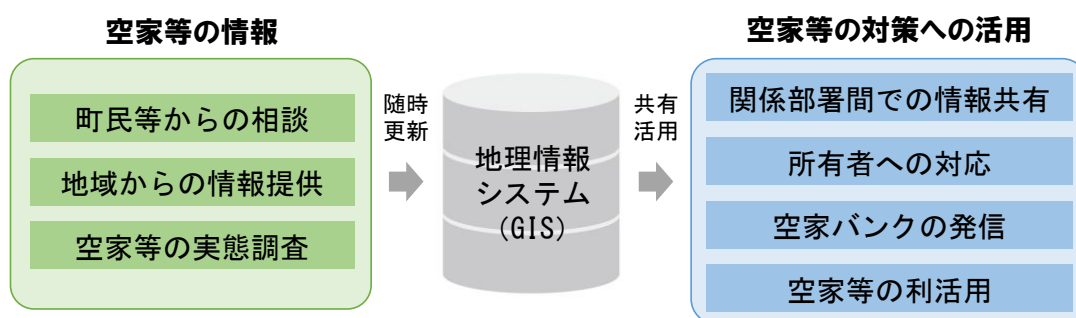 空家等の情報
町民等からの相談
地域からの情報提供
空家等の実態調査
随時
更新
地理情報
システム
(GIS)
共有
活用
空家等の対策への活用
関係部署間での情報共有
所有者への対応
空家バンクの発信
空家等の利活用